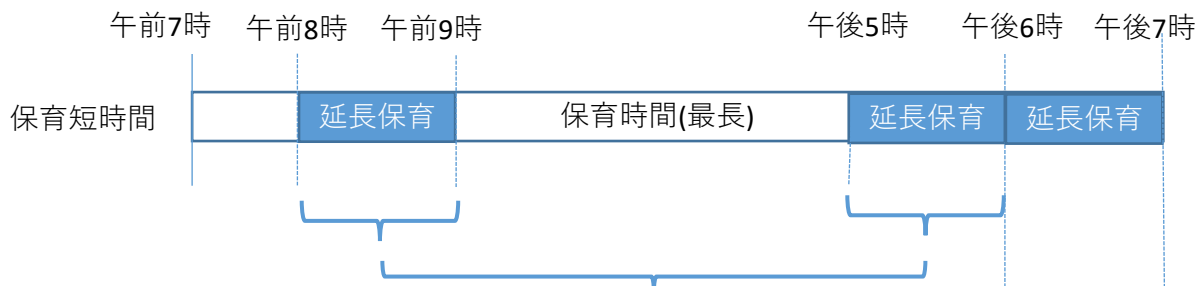 午前7時 午前8時 午前9時 午後5時 午後6時 午後7時
保育短時間 延長保育 保育時間(最長) 延長保育 延長保育